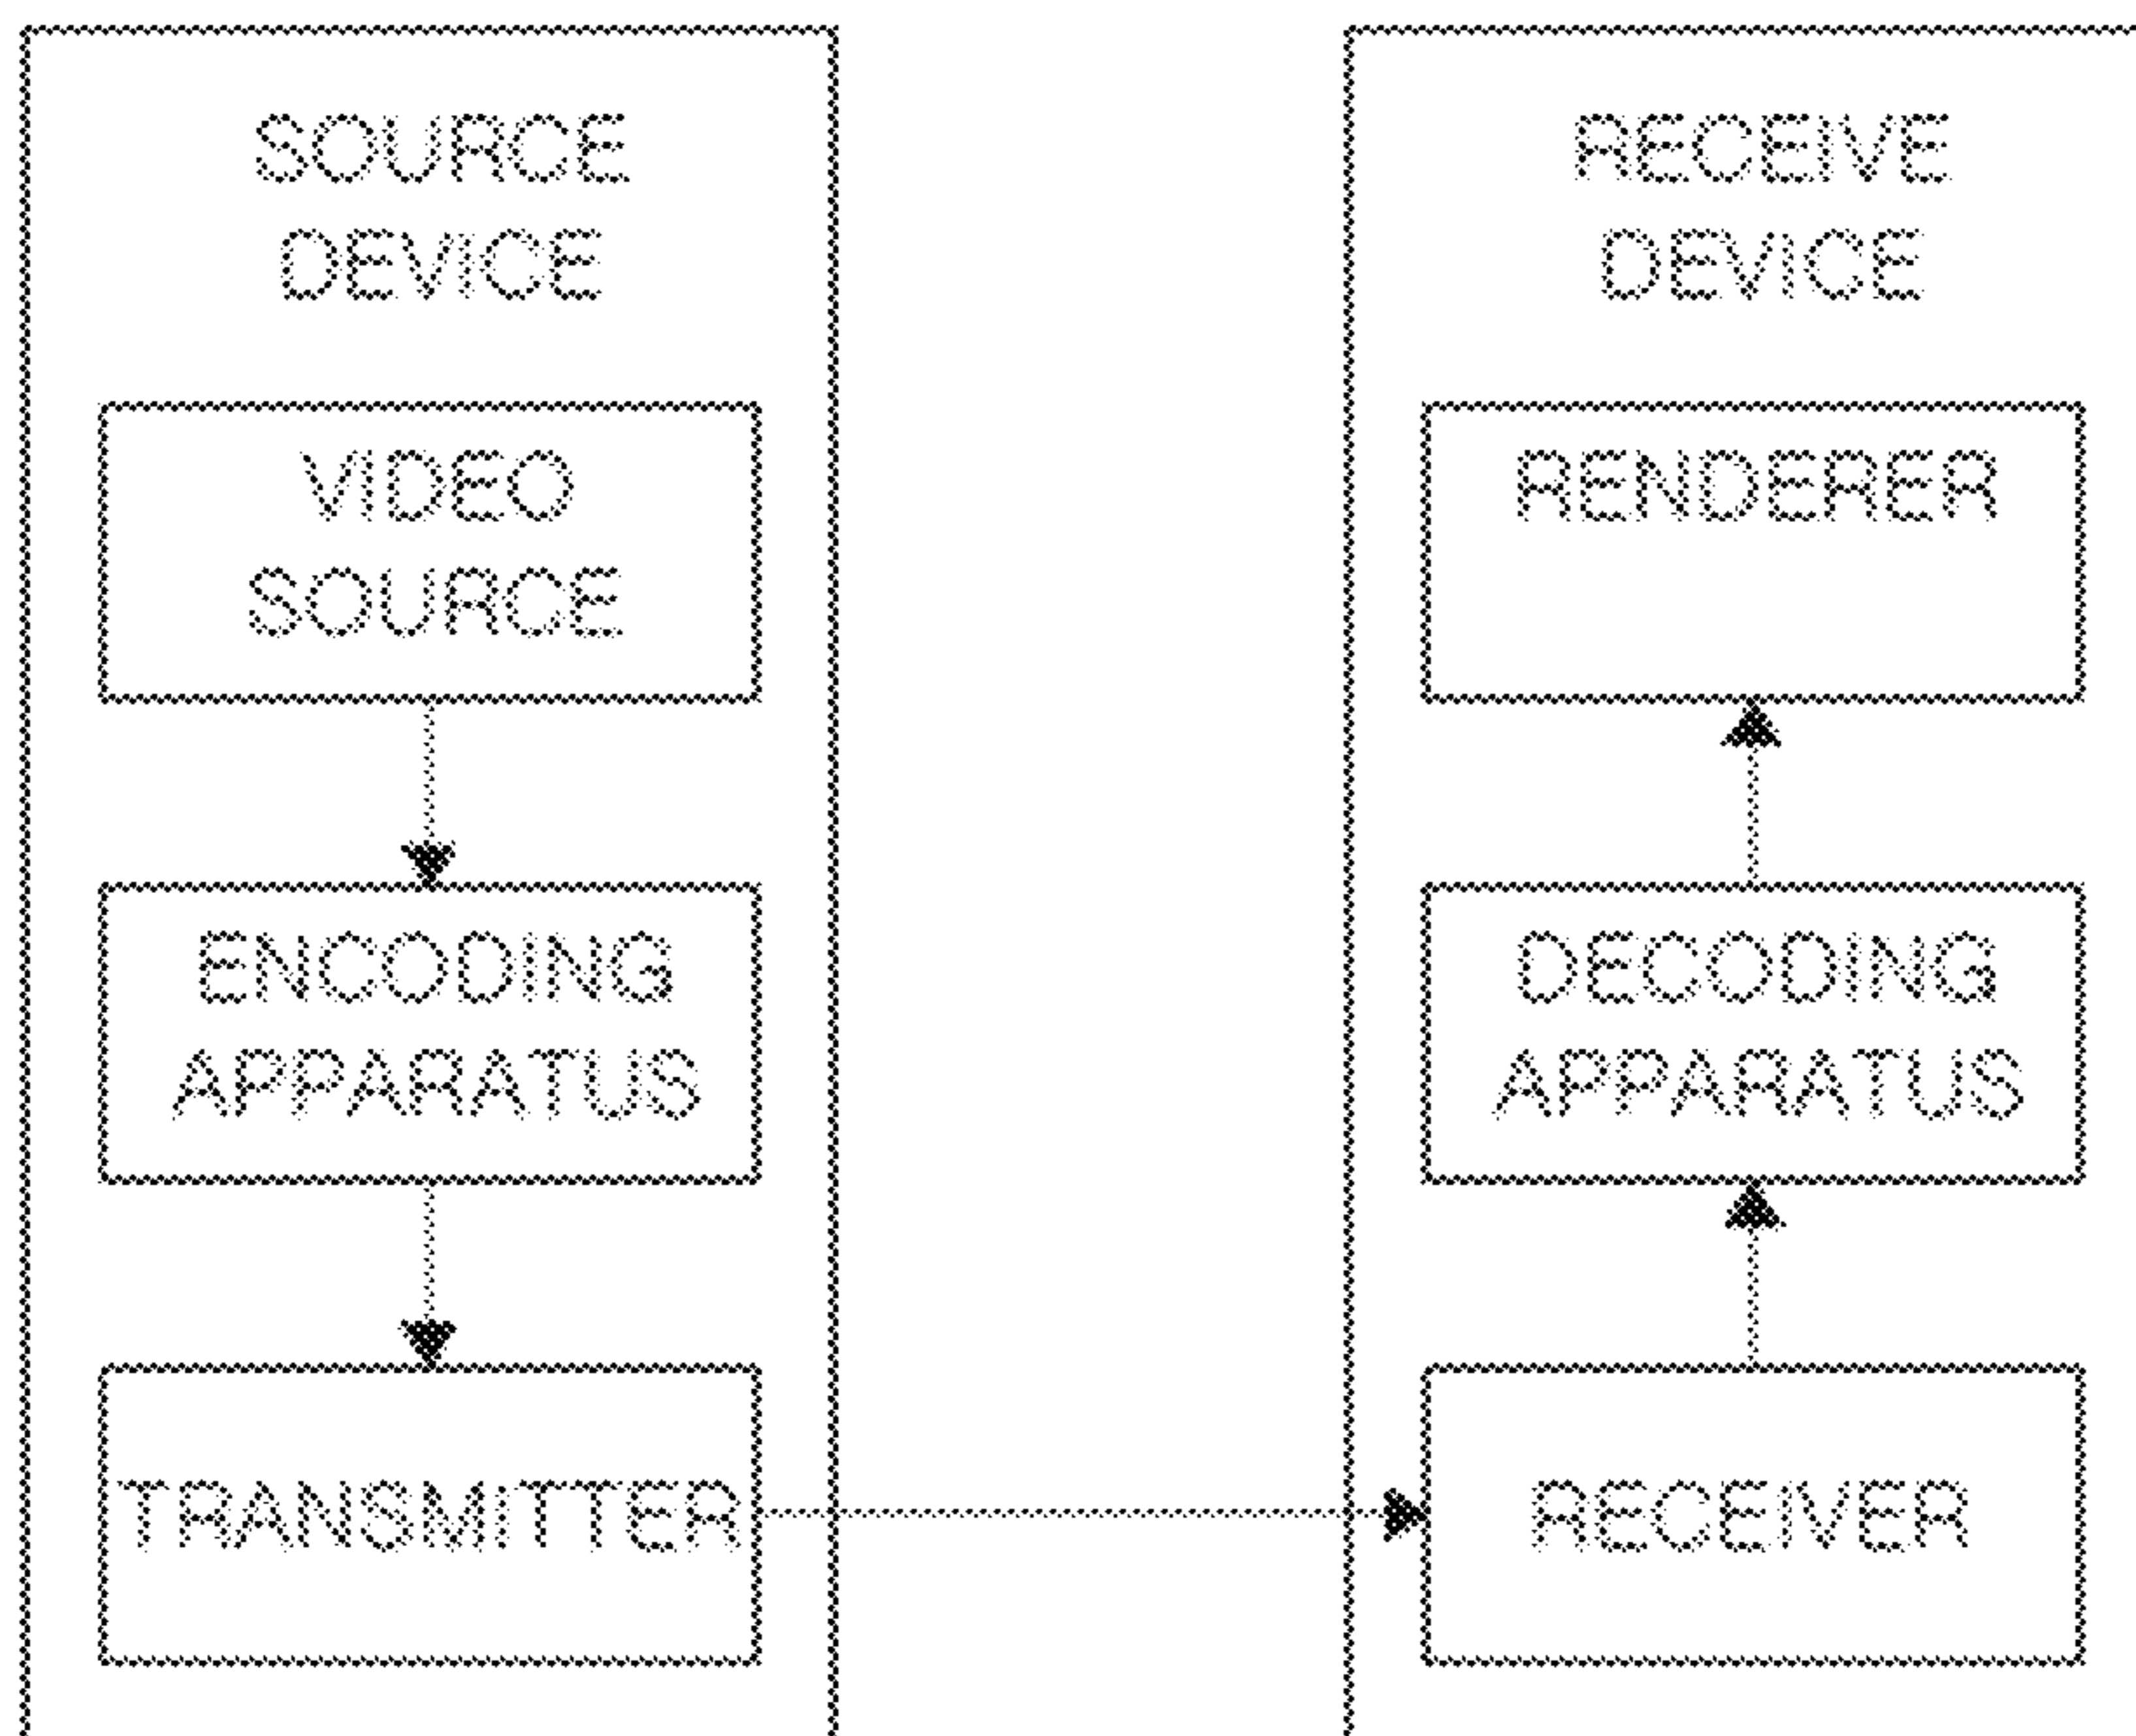 SOURCE
DEVICE
VIDEO
SOURCE
ENCODING
APPARATUS
TRANSMITTER
RECEIVE
DEVICE
RENDERER
DECODING
APPARATUS
RECEIVER